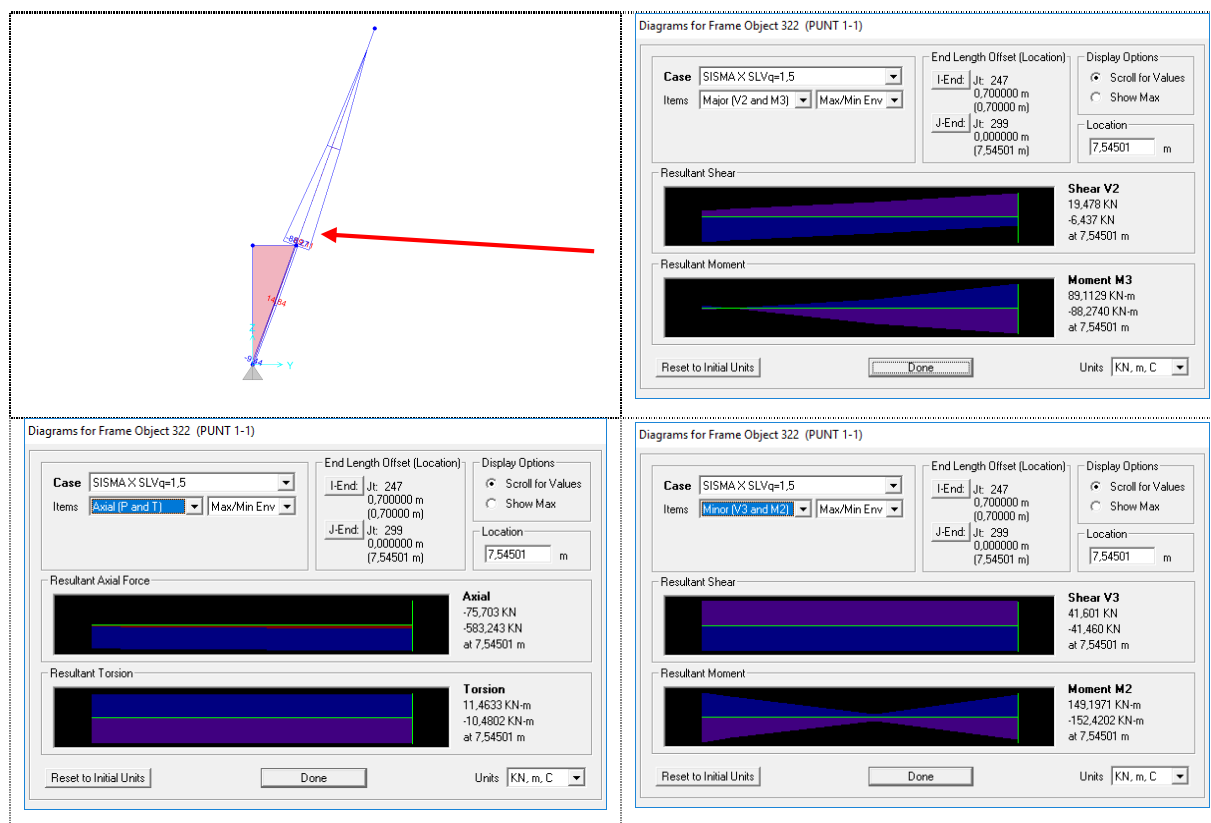 14,84
Z
Y
Diagrams for Frame Object 322 (PUNT 1-1)
Case SISMA X SLVq=1,5
Items Major (V2 and M3) Max/Min Env
End Length Offset (Location)
I-End: Jt: 247
0,700000 m
(0,70000 m)
J-End: Jt: 299
0,000000 m
(7,54501 m)
Display Options
Scroll for Values
Show Max
Location
7,54501 m
Resultant Shear
Shear V2
19,478 KN
-6,437 KN
at 7,54501 m
Resultant Moment
Moment M3
89,1129 KN-m
-88,2740 KN-m
at 7,54501 m
Reset to Initial Units Done Units KN, m, C
Diagrams for Frame Object 322 (PUNT 1-1)
Case SISMA X SLVq=1,5
Items Axial (P and T) Max/Min Env
End Length Offset (Location)
I-End: Jt: 247
0,700000 m
(0,70000 m)
J-End: Jt: 299
0,000000 m
(7,54501 m)
Display Options
Scroll for Values
Show Max
Location
7,54501 m
Resultant Axial Force
Axial
-75,703 KN
-583,243 KN
at 7,54501 m
Resultant Torsion
Torsion
11,4633 KN-m
-10,4802 KN-m
at 7,54501 m
Reset to Initial Units Done Units KN, m, C
Diagrams for Frame Object 322 (PUNT 1-1)
Case SISMA X SLVq=1,5
Items Minor (V3 and M2) Max/Min Env
End Length Offset (Location)
I-End: Jt: 247
0,700000 m
(0,70000 m)
J-End: Jt: 299
0,000000 m
(7,54501 m)
Display Options
Scroll for Values
Show Max
Location
7,54501 m
Resultant Shear
Shear V3
41,601 KN
-41,460 KN
at 7,54501 m
Resultant Moment
Moment M2
149,1971 KN-m
-152,4202 KN-m
at 7,54501 m
Reset to Initial Units Done Units KN, m, C